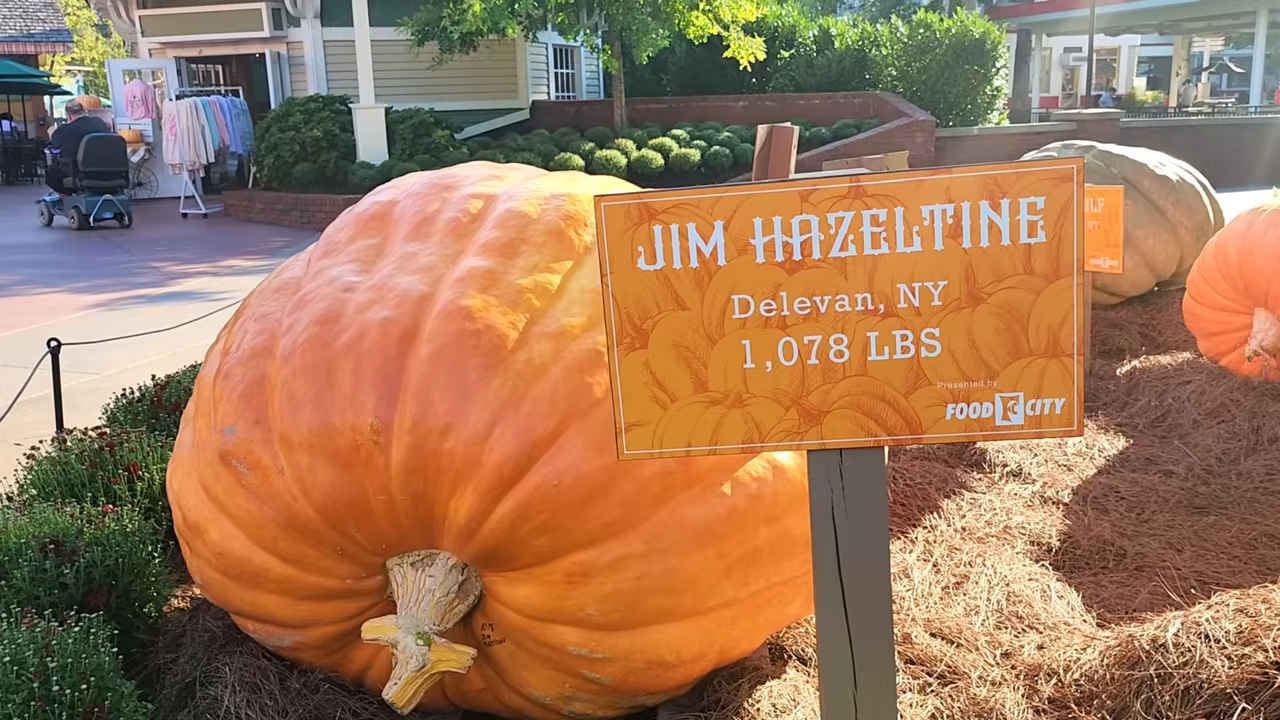 JIM HAZELTINE
Delevan, NY
1,078 LBS
Presented by
FOOD CITY